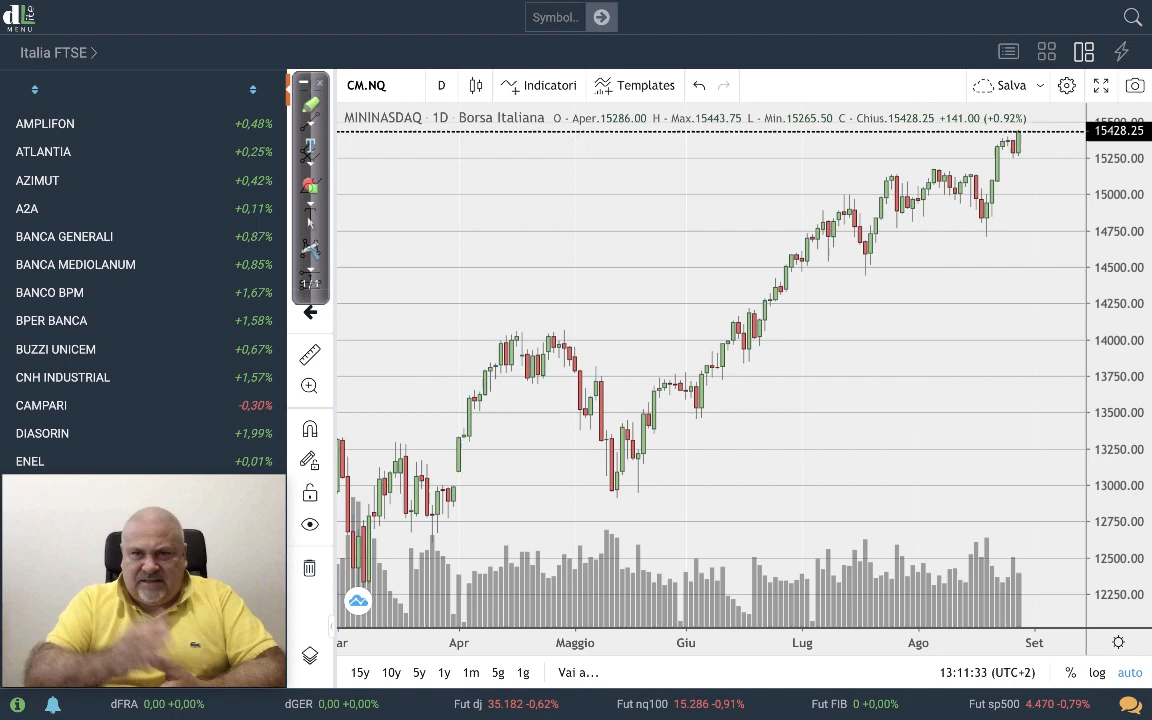 dLite
MENU
Symbol..
Italia FTSE
AMPLIFON +0,48%
ATLANTIA +0,25%
AZIMUT +0,42%
A2A +0,11%
BANCA GENERALI +0,87%
BANCA MEDIOLANUM +0,85%
BANCO BPM +1,67%
BPER BANCA +1,58%
BUZZI UNICEM +0,67%
CNH INDUSTRIAL +1,57%
CAMPARI -0,30%
DIASORIN +1,99%
ENEL +0,01%
T
1/1
CM.NQ D Indicatori Templates Salva
MININASDAQ · 1D · Borsa Italiana O - Aper.15286.00 H - Max.15443.75 L - Min.15265.50 C - Chius.15428.25 +141.00 (+0.92%)
15500.00
15428.25
15250.00
15000.00
14750.00
14500.00
14250.00
14000.00
13750.00
13500.00
13250.00
13000.00
12750.00
12500.00
12250.00
ar Apr Maggio Giu Lug Ago Set
15y 10y 5y 1y 1m 5g 1g Vai a... 13:11:33 (UTC+2) % log auto
dFRA 0,00 +0,00% dGER 0,00 +0,00% Fut dj 35.182 -0,62% Fut nq100 15.286 -0,91% Fut FIB 0 +0,00% Fut sp500 4.470 -0,79%